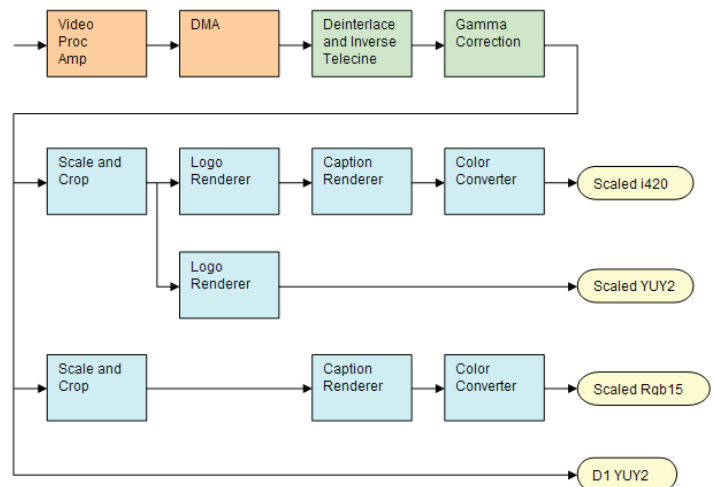 Video
Proc
Amp
DMA
Deinterlace
and Inverse
Telecine
Gamma
Correction
Scale and
Crop
Logo
Renderer
Caption
Renderer
Color
Converter
Scaled i420
Logo
Renderer
Scaled YUY2
Scale and
Crop
Caption
Renderer
Color
Converter
Scaled Rgb15
D1 YUY2